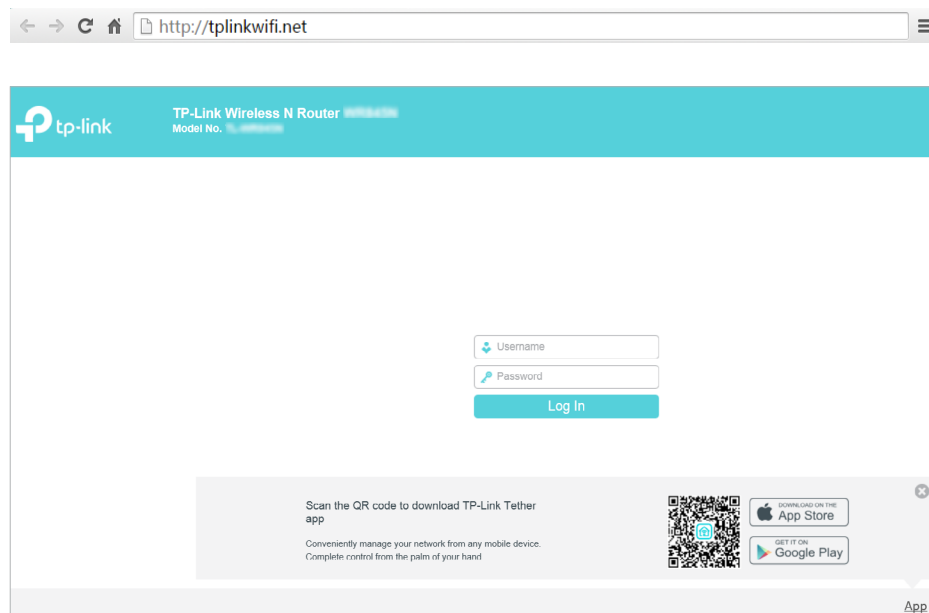 http://tplinkwifi.net
tp-link
TP-Link Wireless N Router
Model No.
Username
Password
Log In
Scan the QR code to download TP-Link Tether
app
Conveniently manage your network from any mobile device.
Complete control from the palm of your hand
DOWNLOAD ON THE
App Store
GET IT ON
Google Play
App